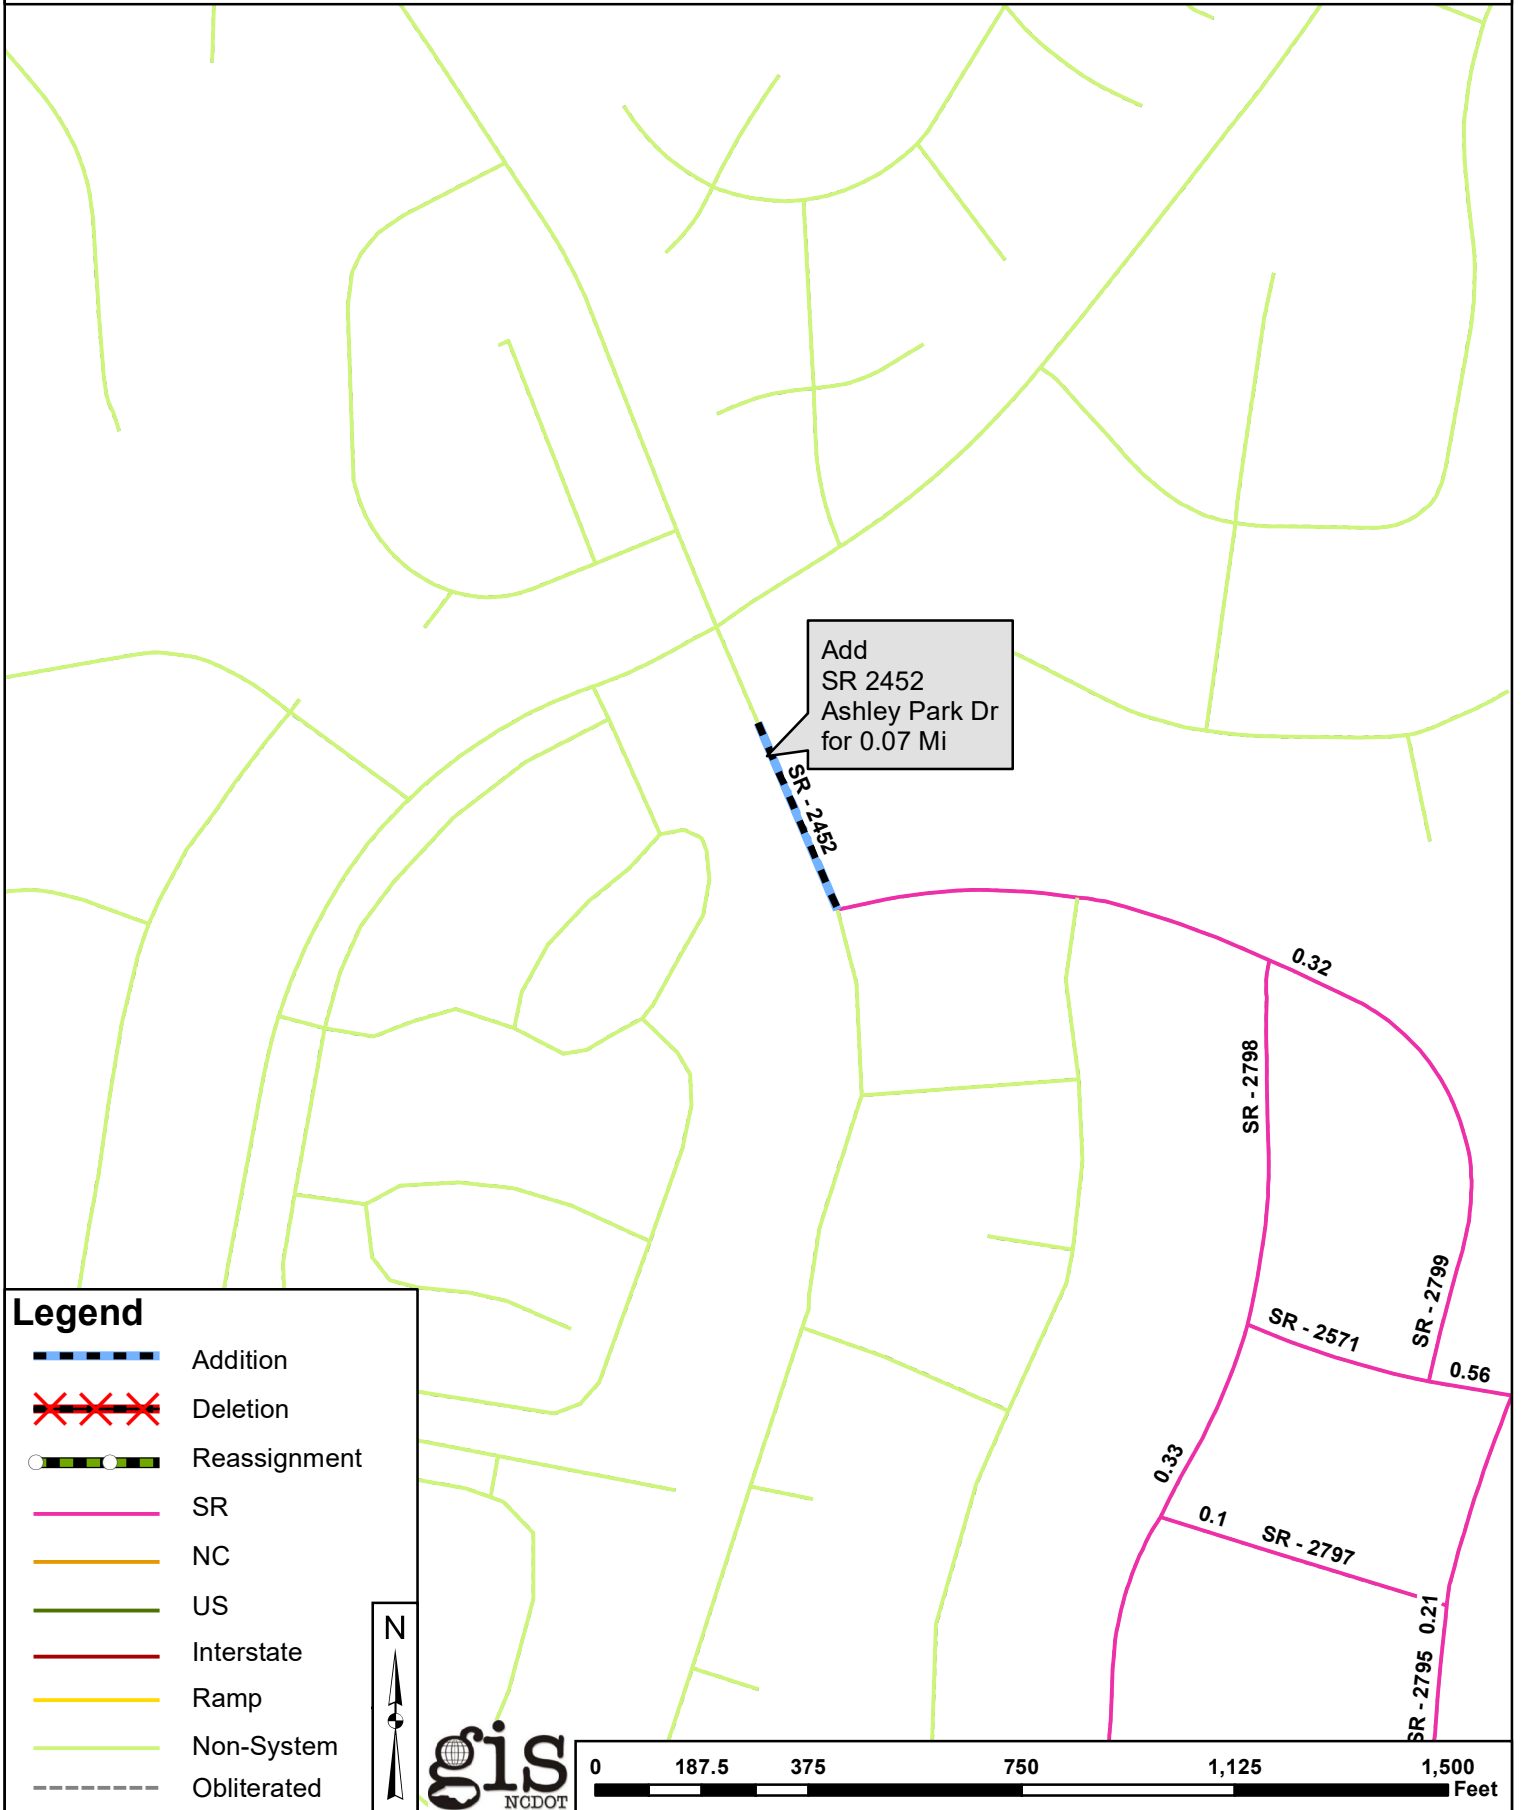 Add
SR 2452
Ashley Park Dr
for 0.07 Mi
SR - 2452
0.32
SR - 2798
SR - 2799
SR - 2571
0.56
0.33
0.1
SR - 2797
0.21
SR - 2795
Legend
Addition
Deletion
Reassignment
SR
NC
US
Interstate
Ramp
Non-System
Obliterated
N
gis
NCDOT
0 187.5 375 750 1,125 1,500
Feet